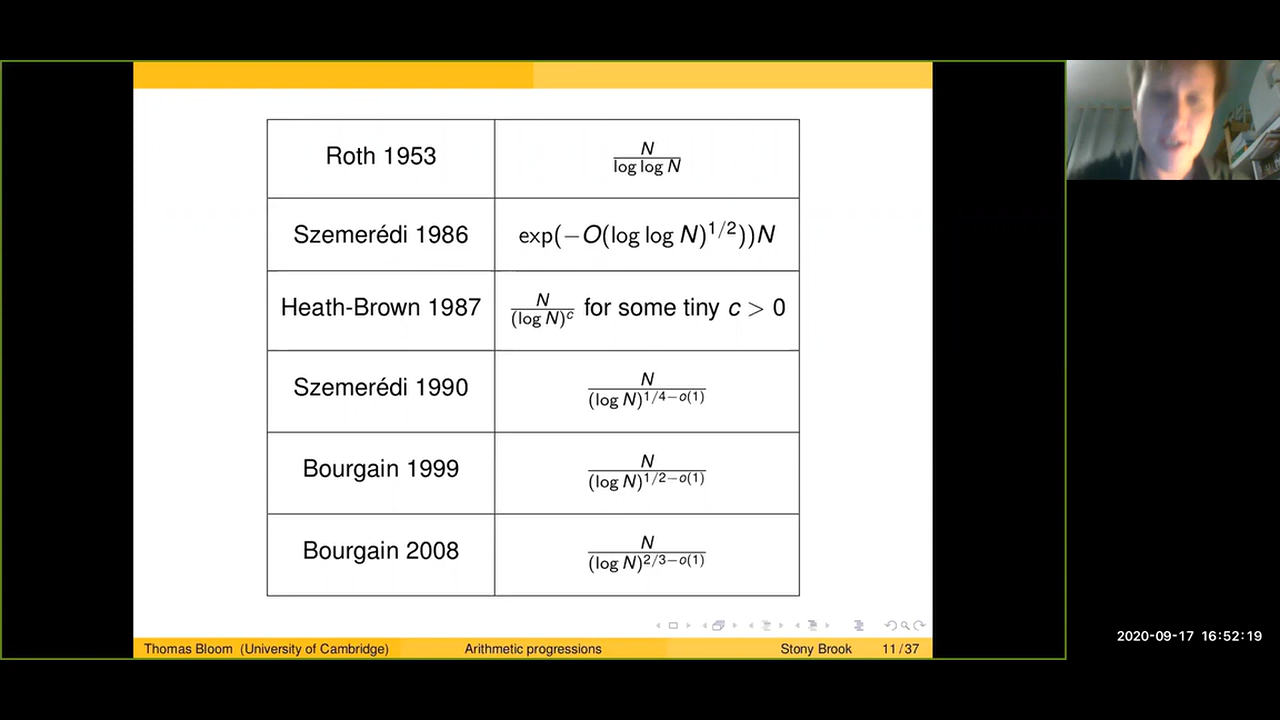 Roth 1953 N/(log log N)
Szemerédi 1986 exp(−O(log log N)^{1/2}))N
Heath-Brown 1987 N/(log N)^c for some tiny c > 0
Szemerédi 1990 N/(log N)^{1/4−o(1)}
Bourgain 1999 N/(log N)^{1/2−o(1)}
Bourgain 2008 N/(log N)^{2/3−o(1)}
Thomas Bloom (University of Cambridge) Arithmetic progressions Stony Brook 11/37
2020-09-17 16:52:19